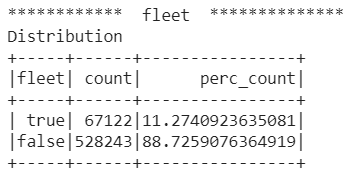 ************  fleet  **************
Distribution
+-----+------+----------------+
|fleet| count|      perc_count|
+-----+------+----------------+
| true| 67122|11.2740923635081|
|false|528243|88.7259076364919|
+-----+------+----------------+